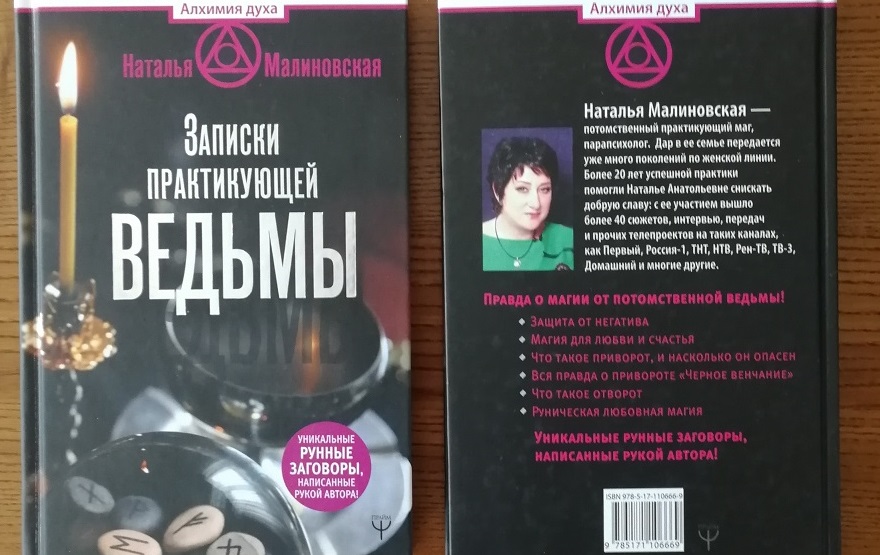 Алхимия духа
Наталья Малиновская
Записки
практикующей
ВЕДЬМЫ
УНИКАЛЬНЫЕ
РУННЫЕ
ЗАГОВОРЫ,
НАПИСАННЫЕ
РУКОЙ АВТОРА!
ПРАЙМ
Алхимия духа
Наталья Малиновская —
потомственный практикующий маг,
парапсихолог. Дар в ее семье передается
уже много поколений по женской линии.
Более 20 лет успешной практики
помогли Наталье Анатольевне снискать
добрую славу: с ее участием вышло
более 40 сюжетов, интервью, передач
и прочих телепроектов на таких каналах,
как Первый, Россия-1, ТНТ, НТВ, Рен-ТВ, ТВ-3,
Домашний и многие другие.
Правда о магии от потомственной ведьмы!
Защита от негатива
Магия для любви и счастья
Что такое приворот, и насколько он опасен
Вся правда о привороте «Черное венчание»
Что такое отворот
Руническая любовная магия
Уникальные рунные заговоры,
написанные рукой автора!
ISBN 978-5-17-110666-9
9 785171 106669